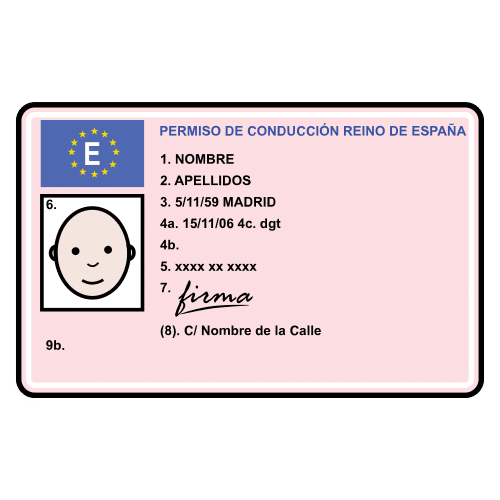 E
PERMISO DE CONDUCCIÓN REINO DE ESPAÑA
1. NOMBRE
2. APELLIDOS
3. 5/11/59 MADRID
4a. 15/11/06 4c. dgt
4b.
5. xxxx xx xxxx
6.
7. firma
(8). C/ Nombre de la Calle
9b.